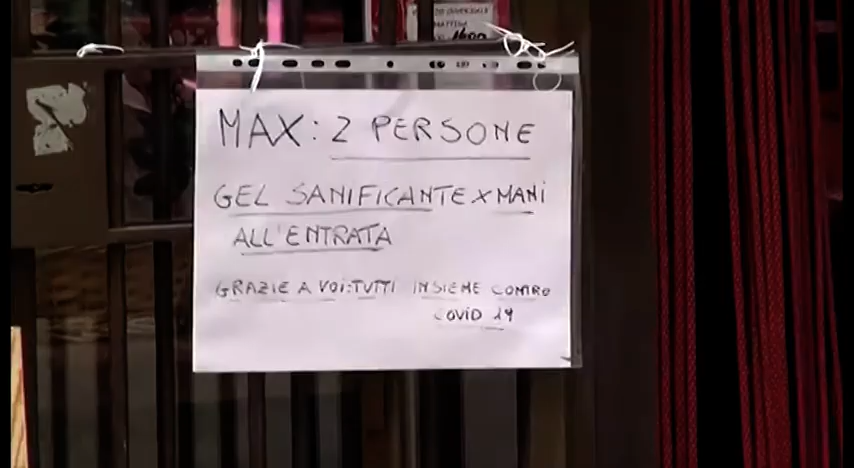 MAX: 2 PERSONE
GEL SANIFICANTE X MANI
ALL'ENTRATA
GRAZIE A VOI: TUTTI INSIEME CONTRO
COVID 19